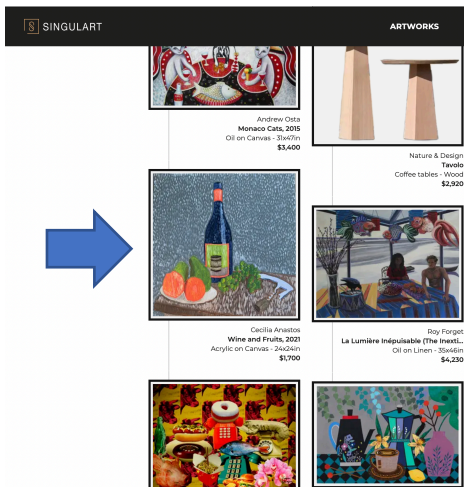 SINGULART
ARTWORKS
Andrew Osta
Monaco Cats, 2015
Oil on Canvas - 31x47in
$3,400
Nature & Design
Tavolo
Coffee tables - Wood
$2,920
Cecilia Anastos
Wine and Fruits, 2021
Acrylic on Canvas - 24x24in
$1,700
Roy Forget
La Lumière Inépuisable (The Inexti...
Oil on Linen - 35x46in
$4,230